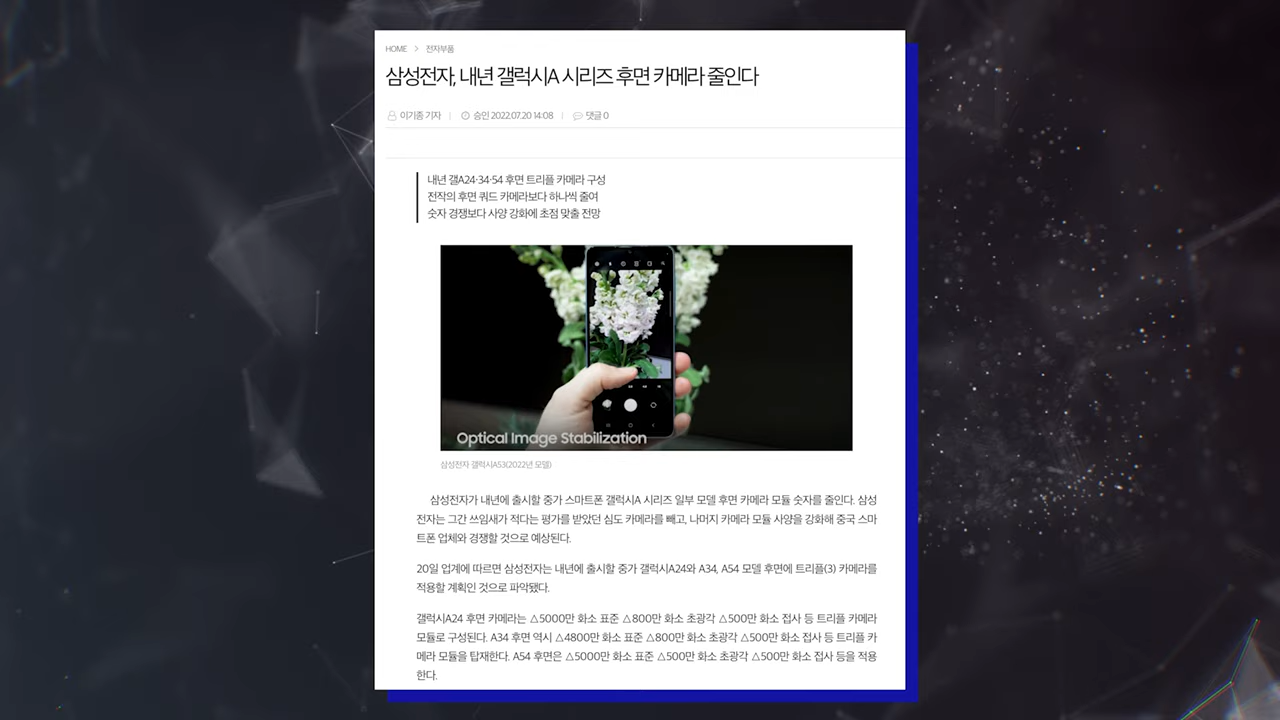 HOME > 전자부품
삼성전자, 내년 갤럭시A 시리즈 후면 카메라 줄인다
이기종 기자 | 승인 2022.07.20 14:08 | 댓글 0
내년 갤A24·34·54 후면 트리플 카메라 구성
전작의 후면 쿼드 카메라보다 하나씩 줄여
숫자 경쟁보다 사양 강화에 초점 맞출 전망
Optical Image Stabilization
삼성전자 갤럭시A53(2022년 모델)
삼성전자가 내년에 출시할 중가 스마트폰 갤럭시A 시리즈 일부 모델 후면 카메라 모듈 숫자를 줄인다. 삼성
전자는 그간 쓰임새가 적다는 평가를 받았던 심도 카메라를 빼고, 나머지 카메라 모듈 사양을 강화해 중국 스마
트폰 업체와 경쟁할 것으로 예상된다.
20일 업계에 따르면 삼성전자는 내년에 출시할 중가 갤럭시A24와 A34, A54 모델 후면에 트리플(3) 카메라를
적용할 계획인 것으로 파악됐다.
갤럭시A24 후면 카메라는 △5000만 화소 표준 △800만 화소 초광각 △500만 화소 접사 등 트리플 카메라
모듈로 구성된다. A34 후면 역시 △4800만 화소 표준 △800만 화소 초광각 △500만 화소 접사 등 트리플 카
메라 모듈을 탑재한다. A54 후면은 △5000만 화소 표준 △500만 화소 초광각 △500만 화소 접사 등을 적용
한다.